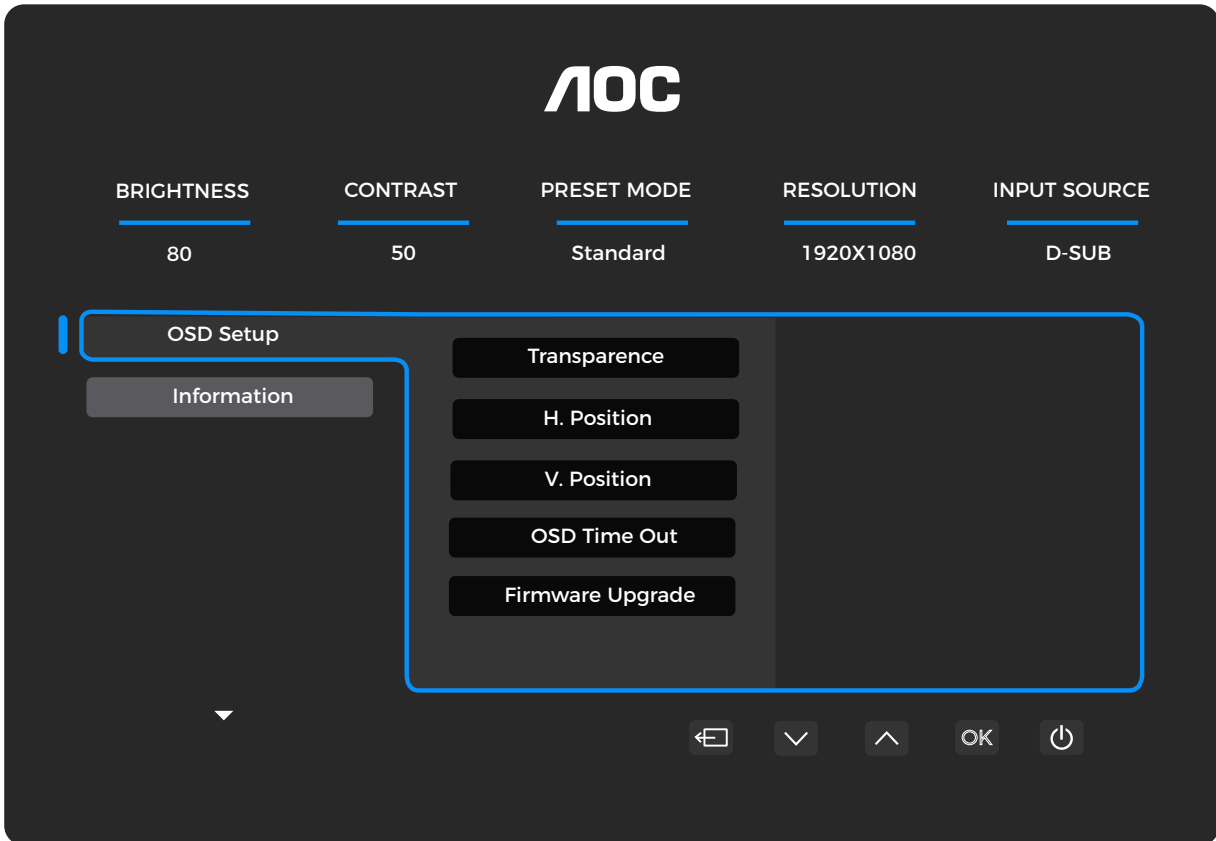 AOC
BRIGHTNESS CONTRAST PRESET MODE RESOLUTION INPUT SOURCE
80 50 Standard 1920X1080 D-SUB
OSD Setup
Information
Transparence
H. Position
V. Position
OSD Time Out
Firmware Upgrade
OK